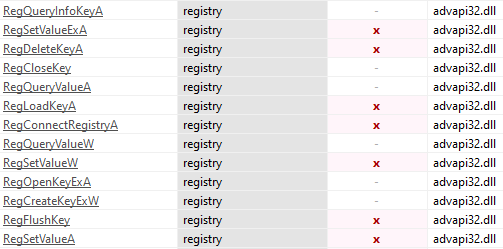 RegQueryInfoKeyA registry - advapi32.dll
RegSetValueExA registry x advapi32.dll
RegDeleteKeyA registry x advapi32.dll
RegCloseKey registry - advapi32.dll
RegQueryValueA registry - advapi32.dll
RegLoadKeyA registry x advapi32.dll
RegConnectRegistryA registry x advapi32.dll
RegQueryValueW registry - advapi32.dll
RegSetValueW registry x advapi32.dll
RegOpenKeyExA registry - advapi32.dll
RegCreateKeyExW registry - advapi32.dll
RegFlushKey registry x advapi32.dll
RegSetValueA registry x advapi32.dll